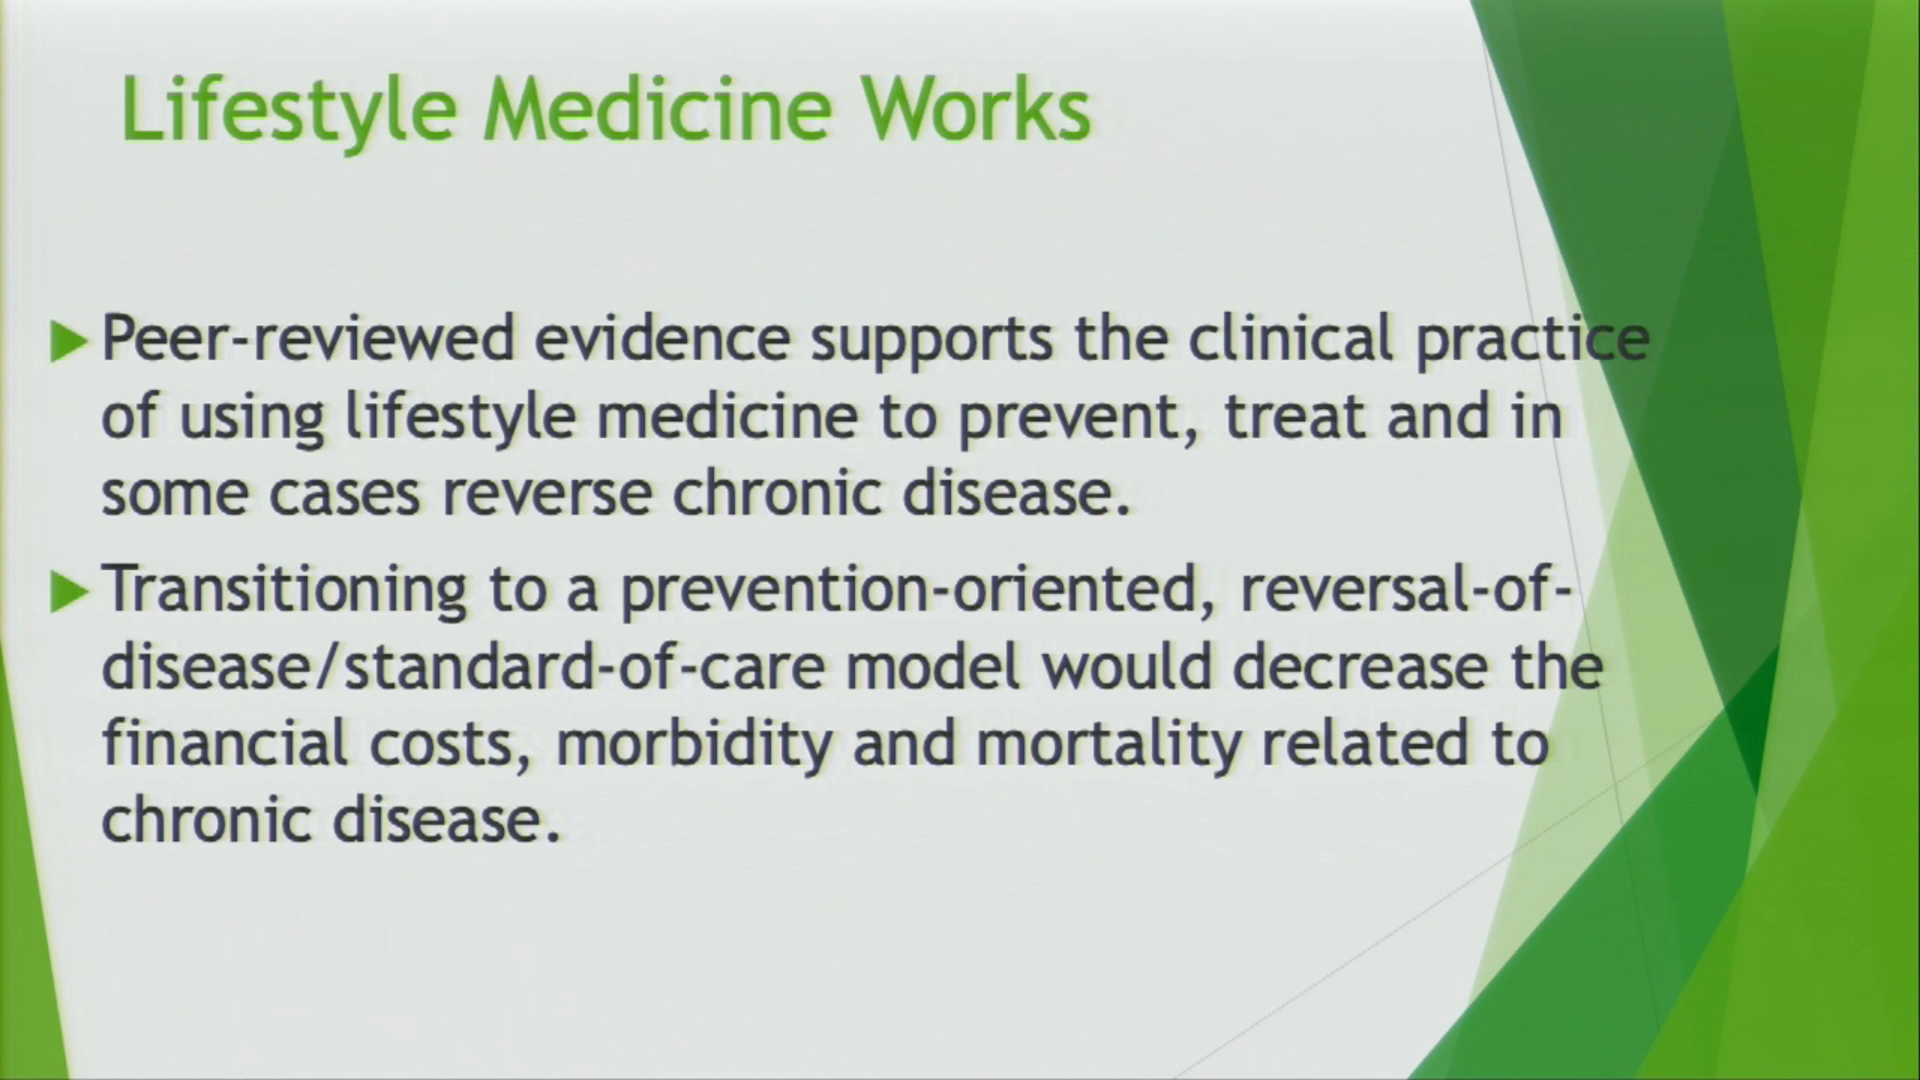 Lifestyle Medicine Works
Peer-reviewed evidence supports the clinical practice
of using lifestyle medicine to prevent, treat and in
some cases reverse chronic disease.
Transitioning to a prevention-oriented, reversal-of-
disease/standard-of-care model would decrease the
financial costs, morbidity and mortality related to
chronic disease.